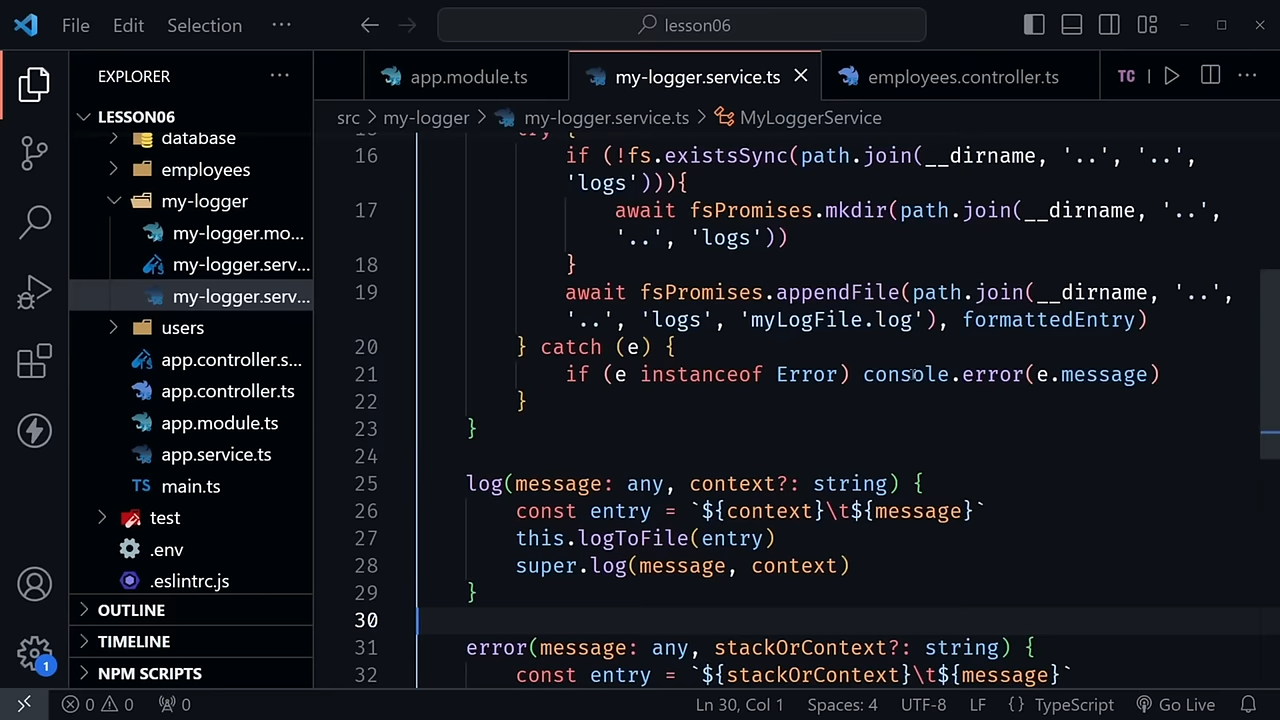 File Edit Selection ··· lesson06
EXPLORER ···
LESSON06
database
employees
my-logger
my-logger.mo...
my-logger.serv...
my-logger.serv...
users
app.controller.s...
app.controller.ts
app.module.ts
app.service.ts
TS main.ts
test
.env
.eslintrc.js
OUTLINE
TIMELINE
NPM SCRIPTS
1
app.module.ts my-logger.service.ts employees.controller.ts TC
src > my-logger > my-logger.service.ts > MyLoggerService
16 if (!fs.existsSync(path.join(__dirname, '..', '..',
'logs'))){
17 await fsPromises.mkdir(path.join(__dirname, '..',
'..', 'logs'))
18 }
19 await fsPromises.appendFile(path.join(__dirname, '..',
'..', 'logs', 'myLogFile.log'), formattedEntry)
20 } catch (e) {
21 if (e instanceof Error) console.error(e.message)
22 }
23 }
24
25 log(message: any, context?: string) {
26 const entry = `${context}\t${message}`
27 this.logToFile(entry)
28 super.log(message, context)
29 }
30
31 error(message: any, stackOrContext?: string) {
32 const entry = `${stackOrContext}\t${message}`
0 0 0 Ln 30, Col 1 Spaces: 4 UTF-8 LF {} TypeScript Go Live